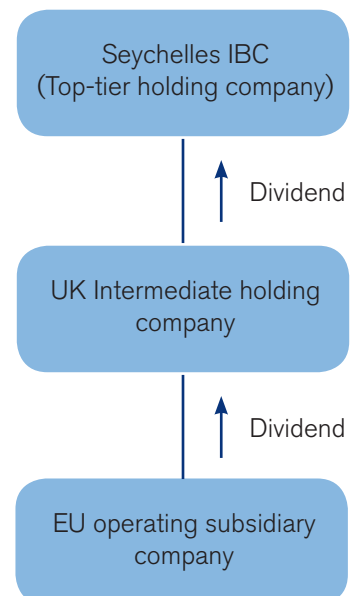 Seychelles IBC
(Top-tier holding company)
Dividend
UK Intermediate holding
company
Dividend
EU operating subsidiary
company